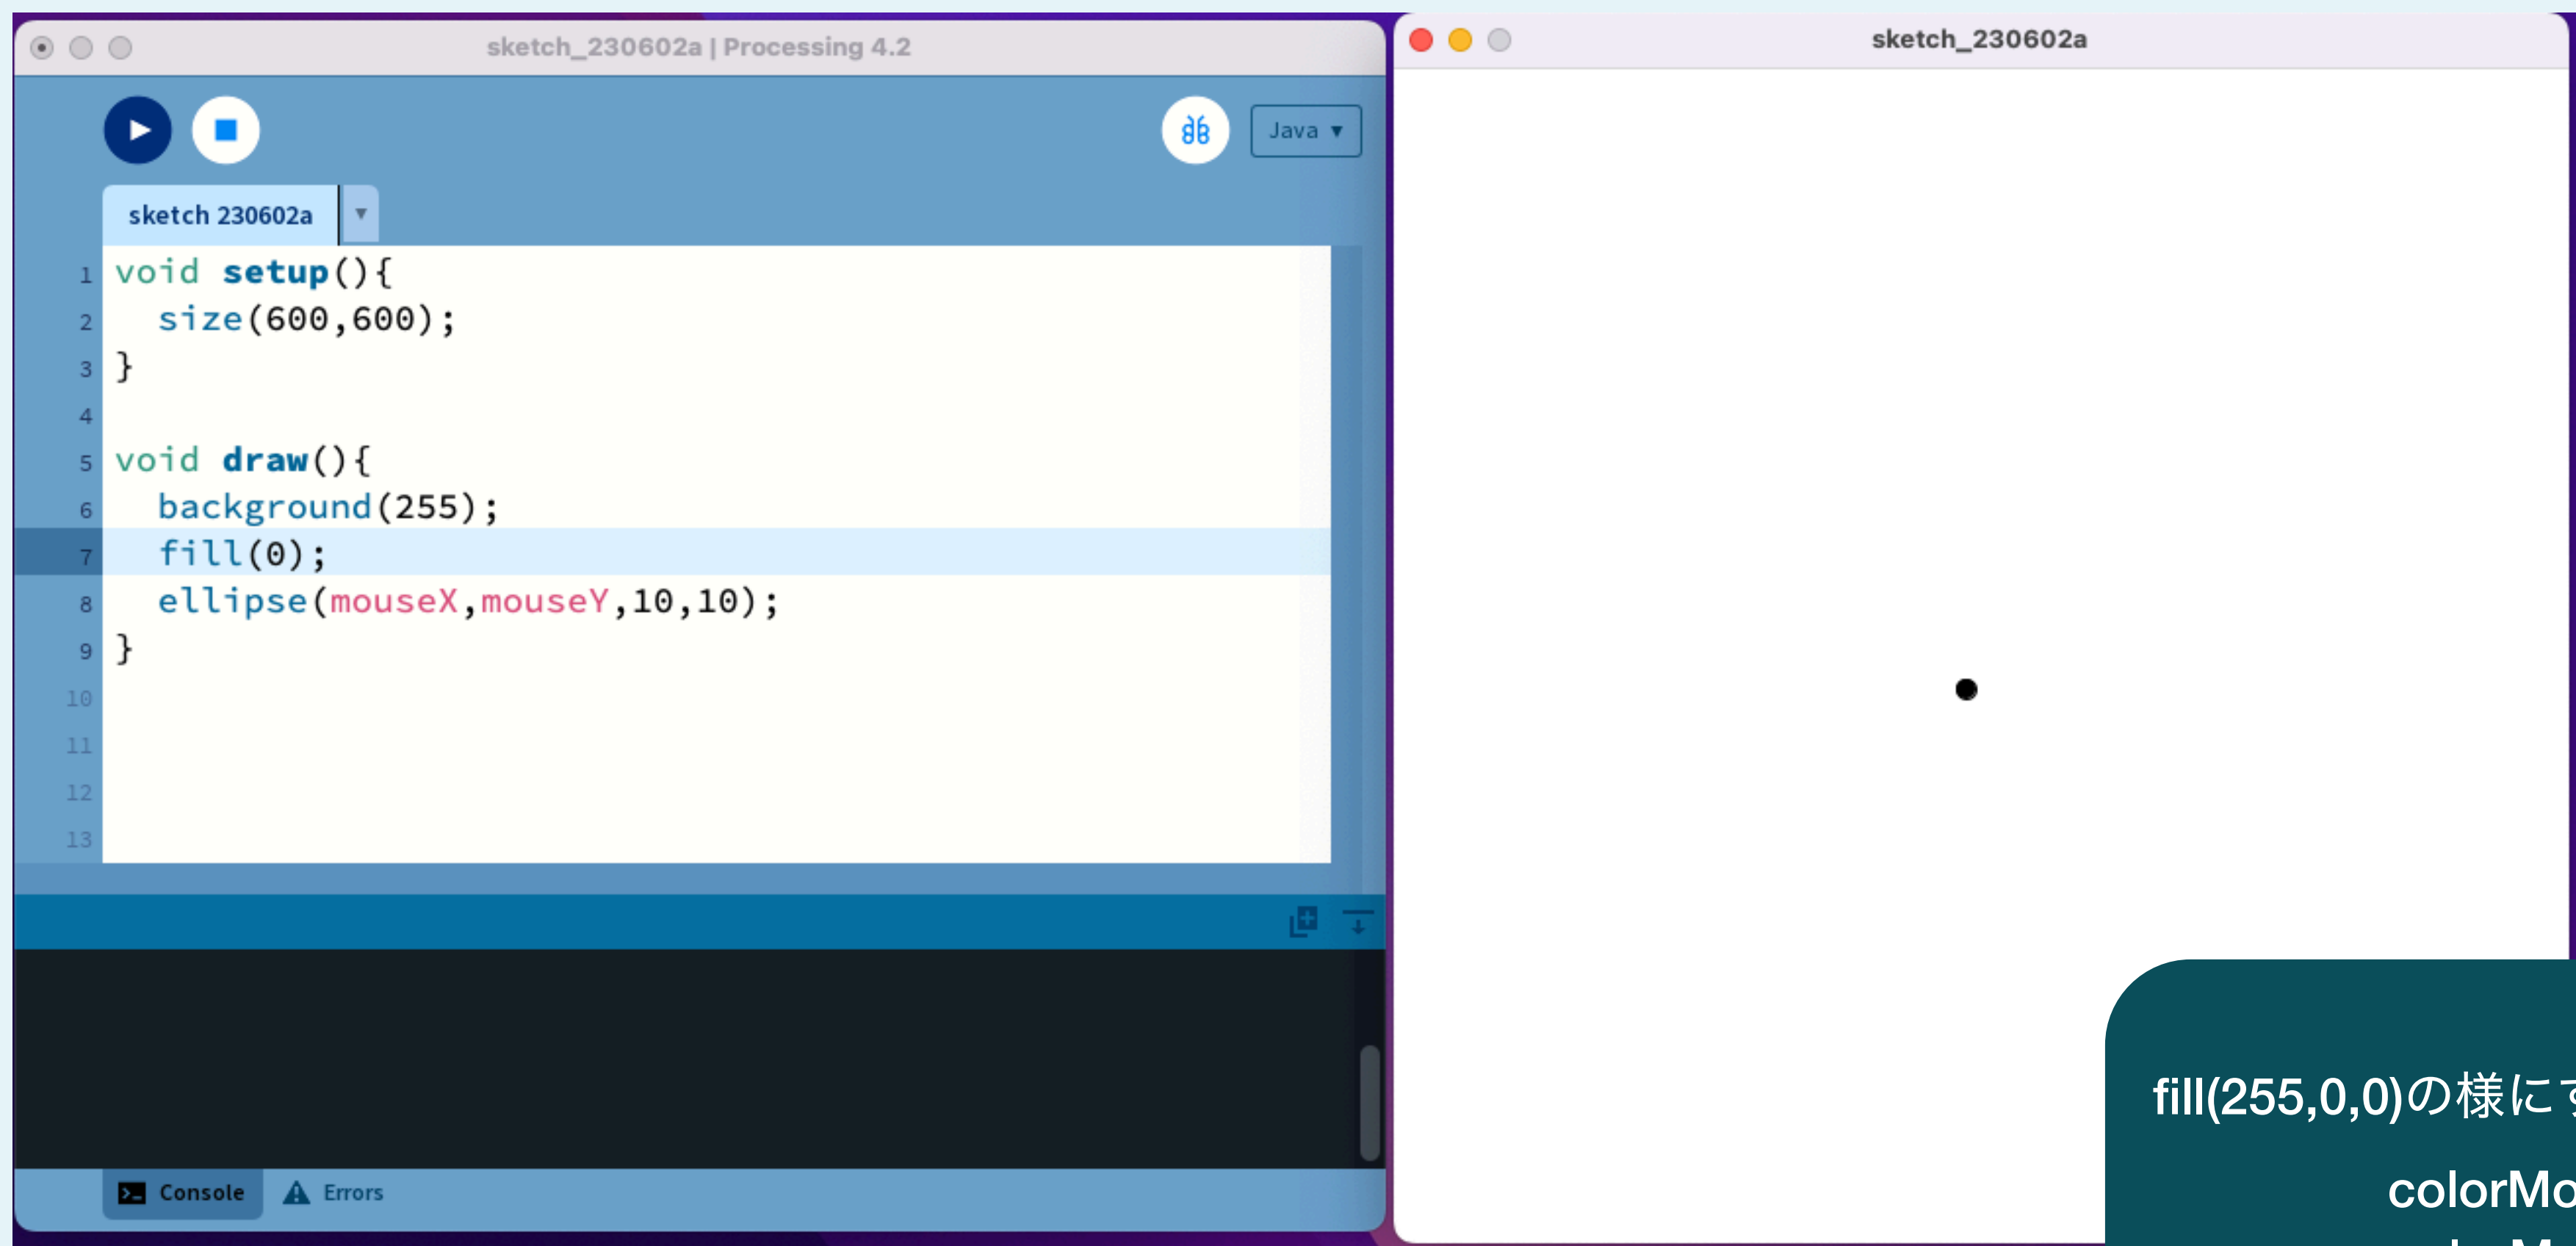 sketch_230602a | Processing 4.2
Java
sketch 230602a
1 void setup(){
2 size(600,600);
3 }
4
5 void draw(){
6 background(255);
7 fill(0);
8 ellipse(mouseX,mouseY,10,10);
9 }
10
11
12
13
Console
Errors
sketch_230602a
fill(255,0,0)の様に
colorMo